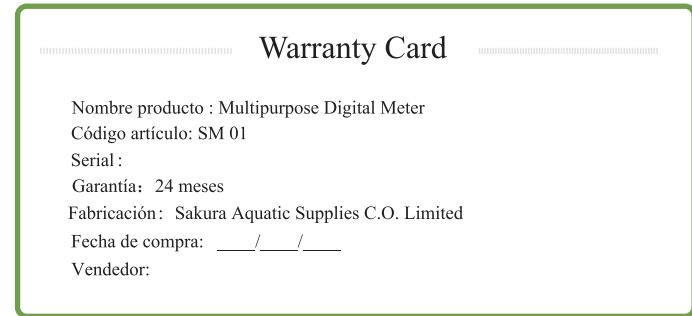 Warranty Card
Nombre producto : Multipurpose Digital Meter
Código artículo: SM 01
Serial :
Garantía: 24 meses
Fabricación: Sakura Aquatic Supplies C.O. Limited
Fecha de compra: ____/____/____
Vendedor: